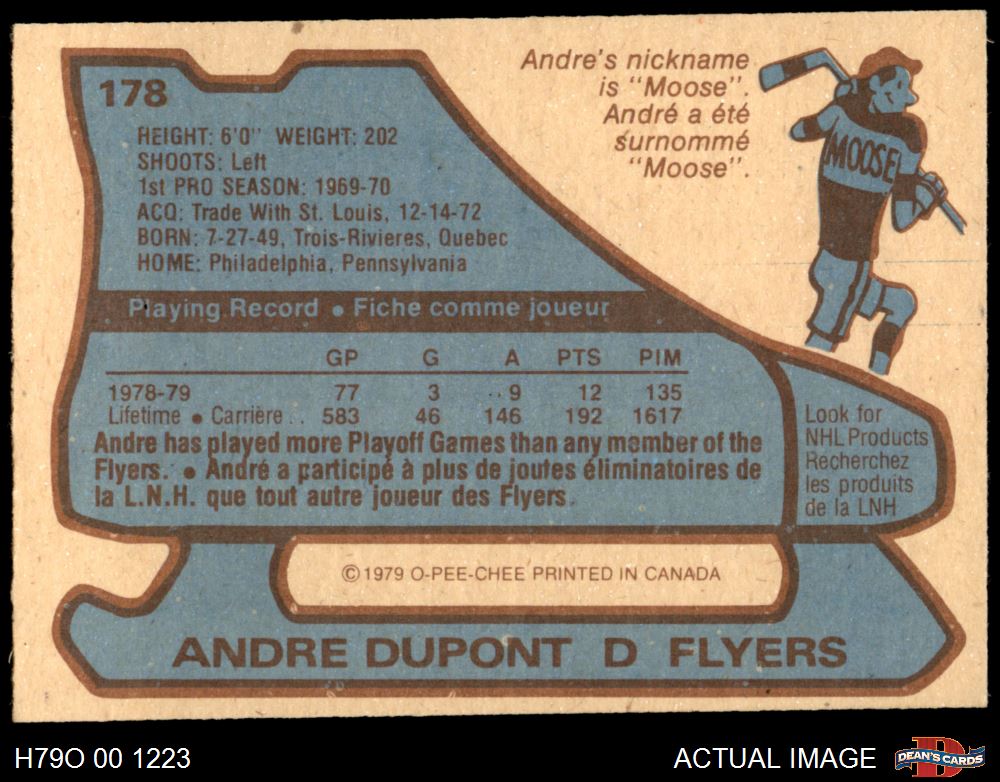 178
Andre's nickname
is "Moose".
André a été
surnommé
"Moose".
MOOSE
HEIGHT: 6'0" WEIGHT: 202
SHOOTS: Left
1st PRO SEASON: 1969-70
ACQ: Trade With St. Louis, 12-14-72
BORN: 7-27-49, Trois-Rivieres, Quebec
HOME: Philadelphia, Pennsylvania
Playing Record • Fiche comme joueur
GP G A PTS PIM
1978-79 77 3 9 12 135
Lifetime • Carrière . . 583 46 146 192 1617
Andre has played more Playoff Games than any member of the
Flyers. • André a participé à plus de joutes éliminatoires de
la L.N.H. que tout autre joueur des Flyers.
Look for
NHL Products
Recherchez
les produits
de la LNH
©1979 O-PEE-CHEE PRINTED IN CANADA
ANDRE DUPONT D FLYERS
H79O 00 1223
ACTUAL IMAGE
D
DEAN'S CARDS